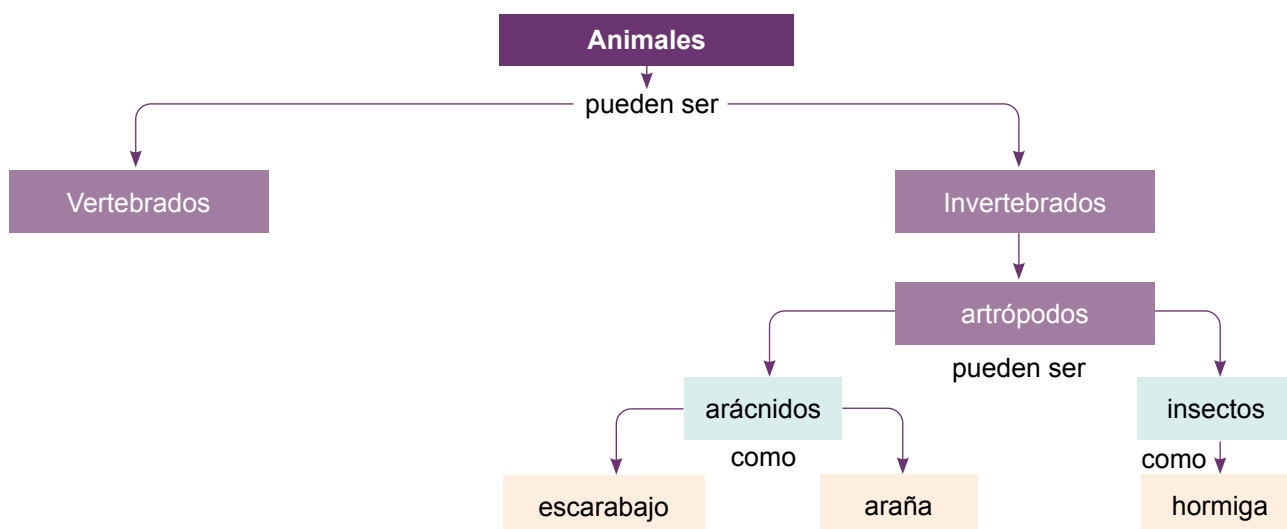 Animales
pueden ser
Vertebrados
Invertebrados
artrópodos
pueden ser
arácnidos
insectos
como
como
escarabajo
araña
hormiga